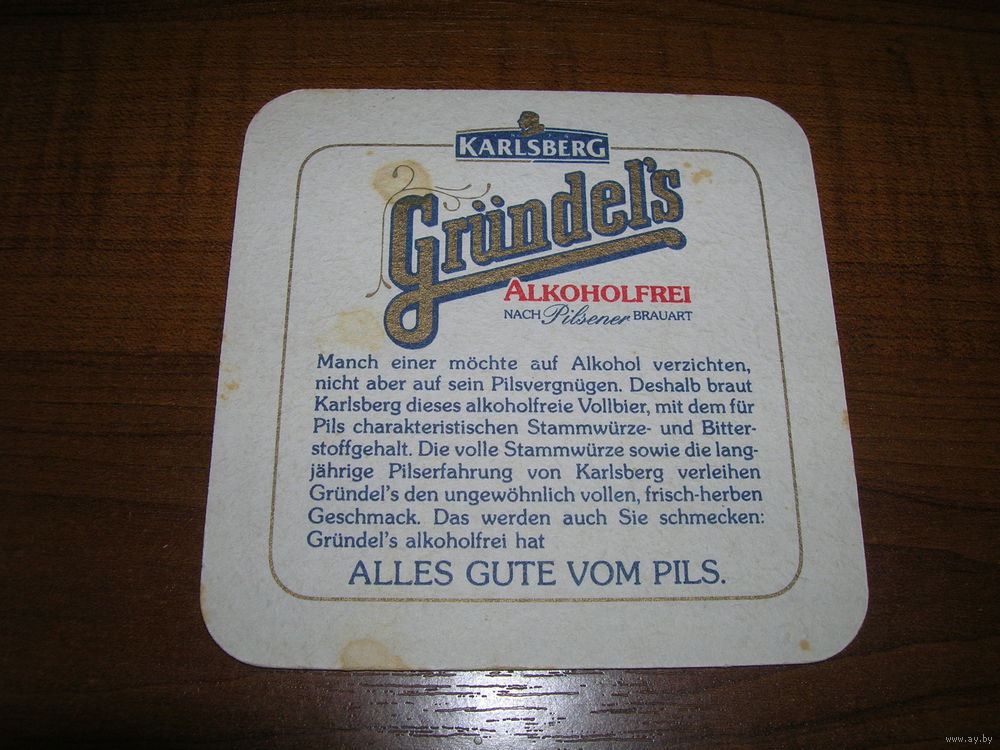 KARLSBERG
Gründel's
ALKOHOLFREI
NACH Pilsener BRAUART
Manch einer möchte auf Alkohol verzichten,
nicht aber auf sein Pilsvergnügen. Deshalb braut
Karlsberg dieses alkoholfreie Vollbier, mit dem für
Pils charakteristischen Stammwürze- und Bitter-
stoffgehalt. Die volle Stammwürze sowie die lang-
jährige Pilserfahrung von Karlsberg verleihen
Gründel's den ungewöhnlich vollen, frisch-herben
Geschmack. Das werden auch Sie schmecken:
Gründel's alkoholfrei hat
ALLES GUTE VOM PILS.
www.ay.by